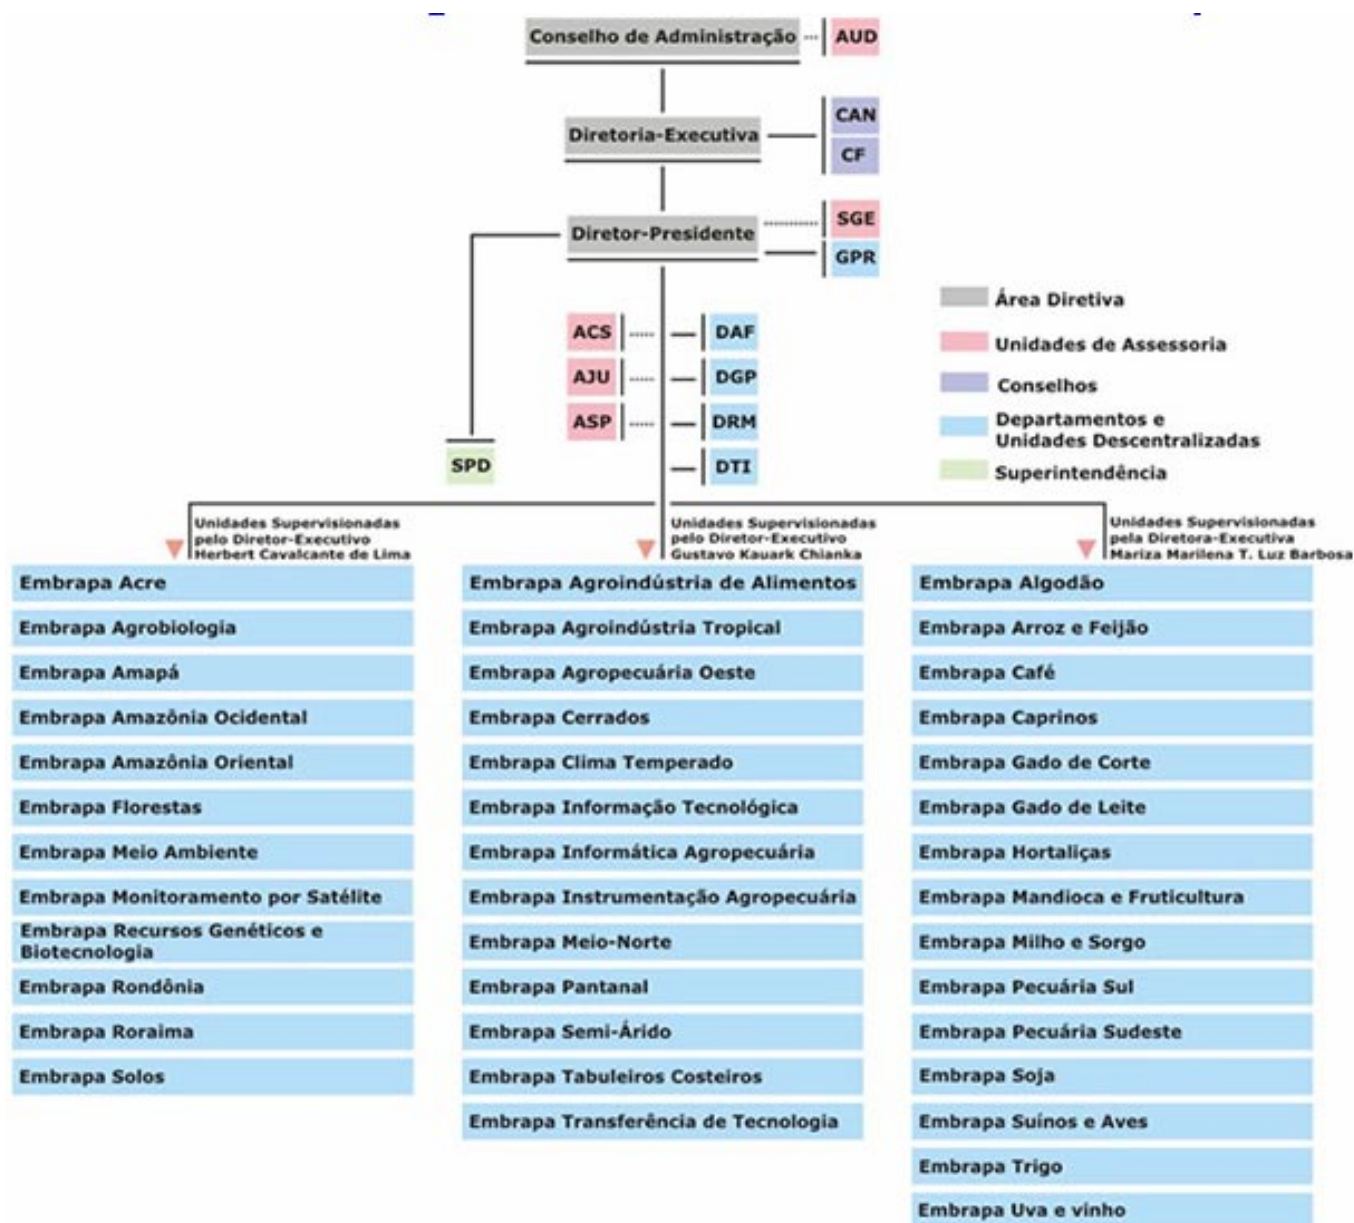 Conselho de Administração
AUD
CAN
Diretoria-Executiva
CF
SGE
Diretor-Presidente
GPR
Área Diretiva
Unidades de Assessoria
Conselhos
Departamentos e
Unidades Descentralizadas
Superintendência
ACS
DAF
AJU
DGP
ASP
DRM
SPD
DTI
Unidades Supervisionadas
pelo Diretor-Executivo
Herbert Cavalcante de Lima
Embrapa Acre
Embrapa Agrobiologia
Embrapa Amapá
Embrapa Amazônia Ocidental
Embrapa Amazônia Oriental
Embrapa Florestas
Embrapa Meio Ambiente
Embrapa Monitoramento por Satélite
Embrapa Recursos Genéticos e
Biotecnologia
Embrapa Rondônia
Embrapa Roraima
Embrapa Solos
Unidades Supervisionadas
pelo Diretor-Executivo
Gustavo Kauark Chianka
Embrapa Agroindústria de Alimentos
Embrapa Agroindústria Tropical
Embrapa Agropecuária Oeste
Embrapa Cerrados
Embrapa Clima Temperado
Embrapa Informação Tecnológica
Embrapa Informática Agropecuária
Embrapa Instrumentação Agropecuária
Embrapa Meio-Norte
Embrapa Pantanal
Embrapa Semi-Árido
Embrapa Tabuleiros Costeiros
Embrapa Transferência de Tecnologia
Unidades Supervisionadas
pela Diretora-Executiva
Mariza Marilena T. Luz Barbosa
Embrapa Algodão
Embrapa Arroz e Feijão
Embrapa Café
Embrapa Caprinos
Embrapa Gado de Corte
Embrapa Gado de Leite
Embrapa Hortaliças
Embrapa Mandioca e Fruticultura
Embrapa Milho e Sorgo
Embrapa Pecuária Sul
Embrapa Pecuária Sudeste
Embrapa Soja
Embrapa Suínos e Aves
Embrapa Trigo
Embrapa Uva e vinho